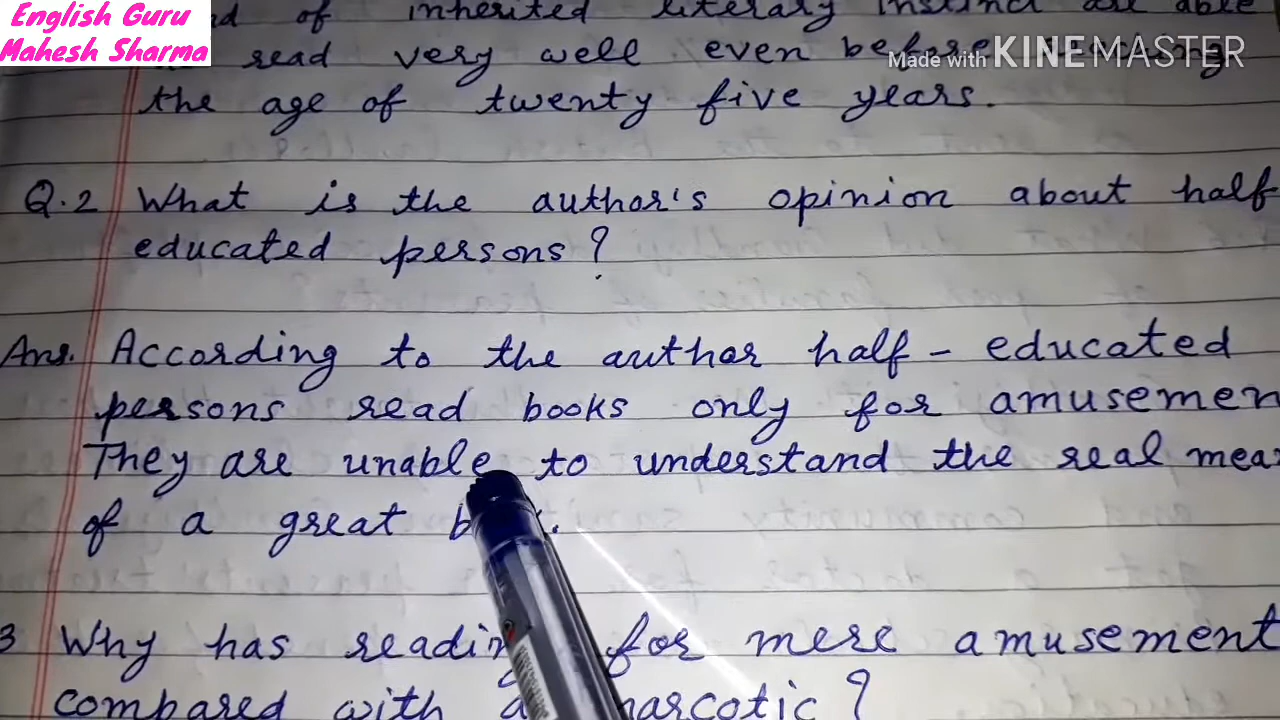 English Guru
Mahesh Sharma
Made with KINEMASTER
of inherited literary instinct are able
read very well even before
the age of twenty five years.
Q.2 What is the author's opinion about half
educated persons?
Ans. According to the author half - educated
persons read books only for amusemen
They are unable to understand the real mea
of a great
3 Why has readin for mere amusement
compared with a narcotic?